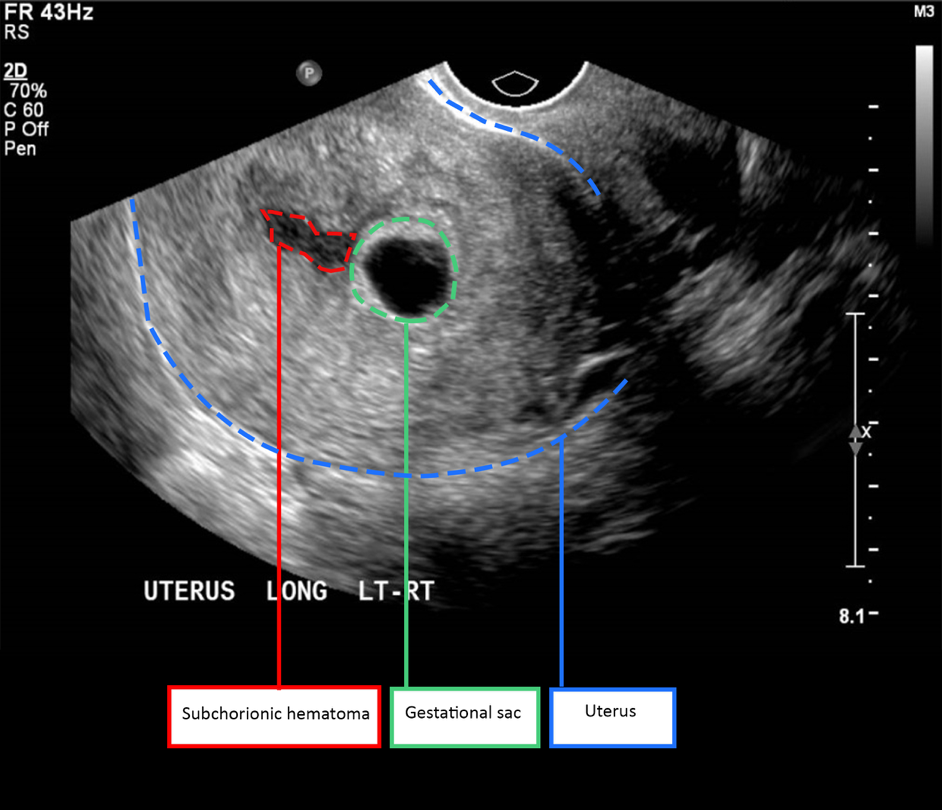 FR 43Hz
M3
RS
P
2D
70%
C 60
P Off
Pen
X
UTERUS LONG LT-RT
8.1
Subchorionic hematoma
Gestational sac
Uterus